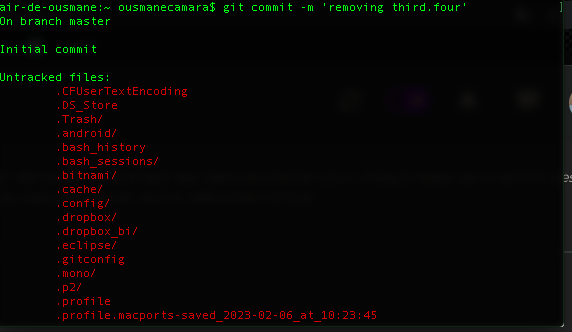 air-de-ousmane:~ ousmanecamara$ git commit -m 'removing third.four' ]
On branch master
Initial commit
Untracked files:
.CFUserTextEncoding
.DS_Store
.Trash/
.android/
.bash_history
.bash_sessions/
.bitnami/
.cache/
.config/
.dropbox/
.dropbox_bi/
.eclipse/
.gitconfig
.mono/
.p2/
.profile
.profile.macports-saved_2023-02-06_at_10:23:45